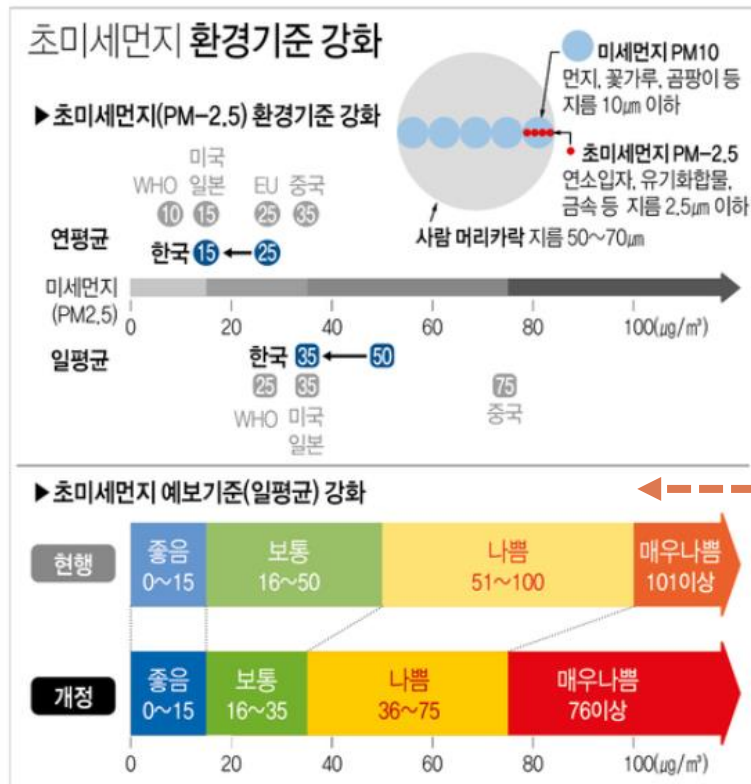 초미세먼지 환경기준 강화
▶초미세먼지(PM-2.5) 환경기준 강화
미세먼지 PM10
먼지, 꽃가루, 곰팡이 등
지름 10㎛ 이하
초미세먼지 PM-2.5
연소입자, 유기화합물,
금속 등 지름 2.5㎛ 이하
사람 머리카락 지름 50~70㎛
미국
WHO 일본 EU 중국
10 15 25 35
연평균
한국 15 25
미세먼지
(PM2.5)
0 20 40 60 80 100(㎍/㎥)
일평균
한국 35 50
25 35 75
WHO 미국 중국
일본
▶초미세먼지 예보기준(일평균) 강화
현행
좋음 보통 나쁨 매우나쁨
0~15 16~50 51~100 101이상
개정
좋음 보통 나쁨 매우나쁨
0~15 16~35 36~75 76이상
0 20 40 60 80 100(㎍/㎥)